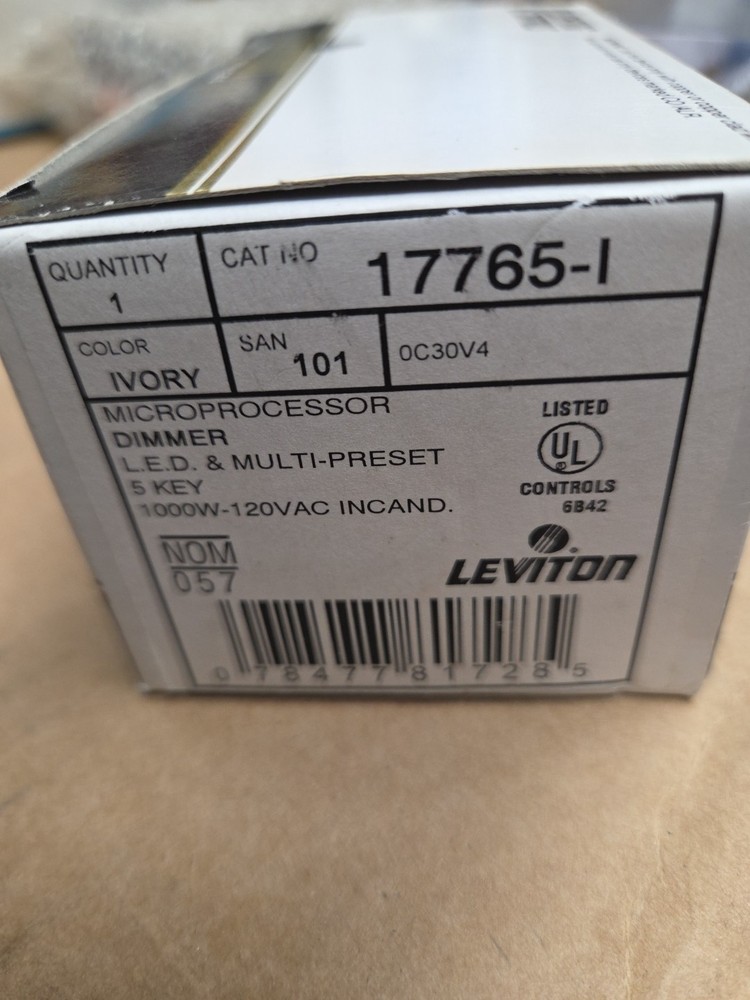 QUANTITY
1
CAT NO
17765-I
COLOR
IVORY
SAN
101
0C30V4
MICROPROCESSOR
DIMMER
L.E.D. & MULTI-PRESET
5 KEY
1000W-120VAC INCAND.
LISTED
UL
®
CONTROLS
6B42
NOM
057
LEVITON®
0 78477 81728 5